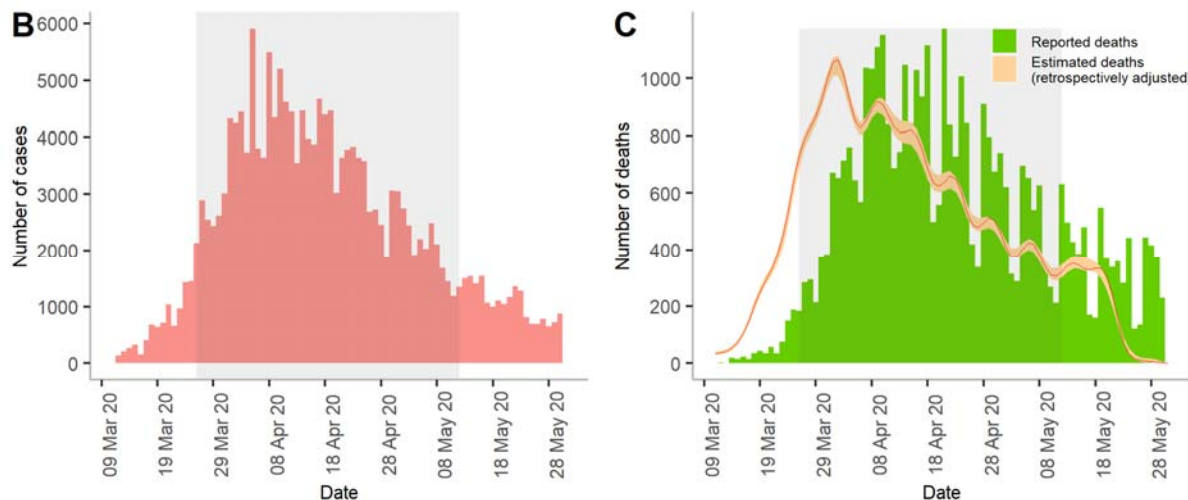 B
6000
5000
4000
3000
2000
1000
0
Number of cases
09 Mar 20
19 Mar 20
29 Mar 20
08 Apr 20
18 Apr 20
28 Apr 20
08 May 20
18 May 20
28 May 20
Date
C
Reported deaths
Estimated deaths
(retrospectively adjusted
1000
800
600
400
200
0
Number of deaths
09 Mar 20
19 Mar 20
29 Mar 20
08 Apr 20
18 Apr 20
28 Apr 20
08 May 20
18 May 20
28 May 20
Date